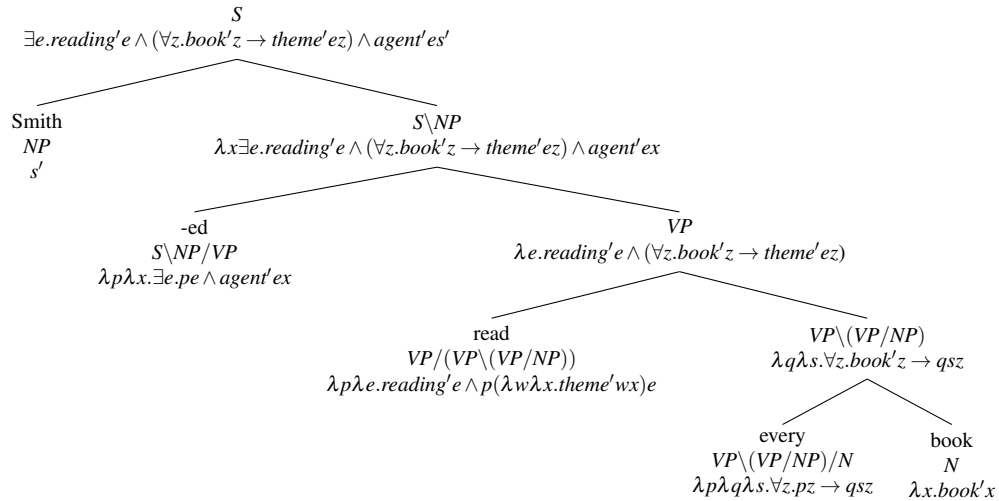 S
∃e.reading′e ∧ (∀z.book′z → theme′ez) ∧ agent′es′
Smith
NP
s′
S\NP
λx∃e.reading′e ∧ (∀z.book′z → theme′ez) ∧ agent′ex
-ed
S\NP/VP
λpλx.∃e.pe ∧ agent′ex
VP
λe.reading′e ∧ (∀z.book′z → theme′ez)
read
VP/(VP\(VP/NP))
λpλe.reading′e ∧ p(λwλx.theme′wx)e
VP\(VP/NP)
λqλs.∀z.book′z → qsz
every
VP\(VP/NP)/N
λpλqλs.∀z.pz → qsz
book
N
λx.book′x